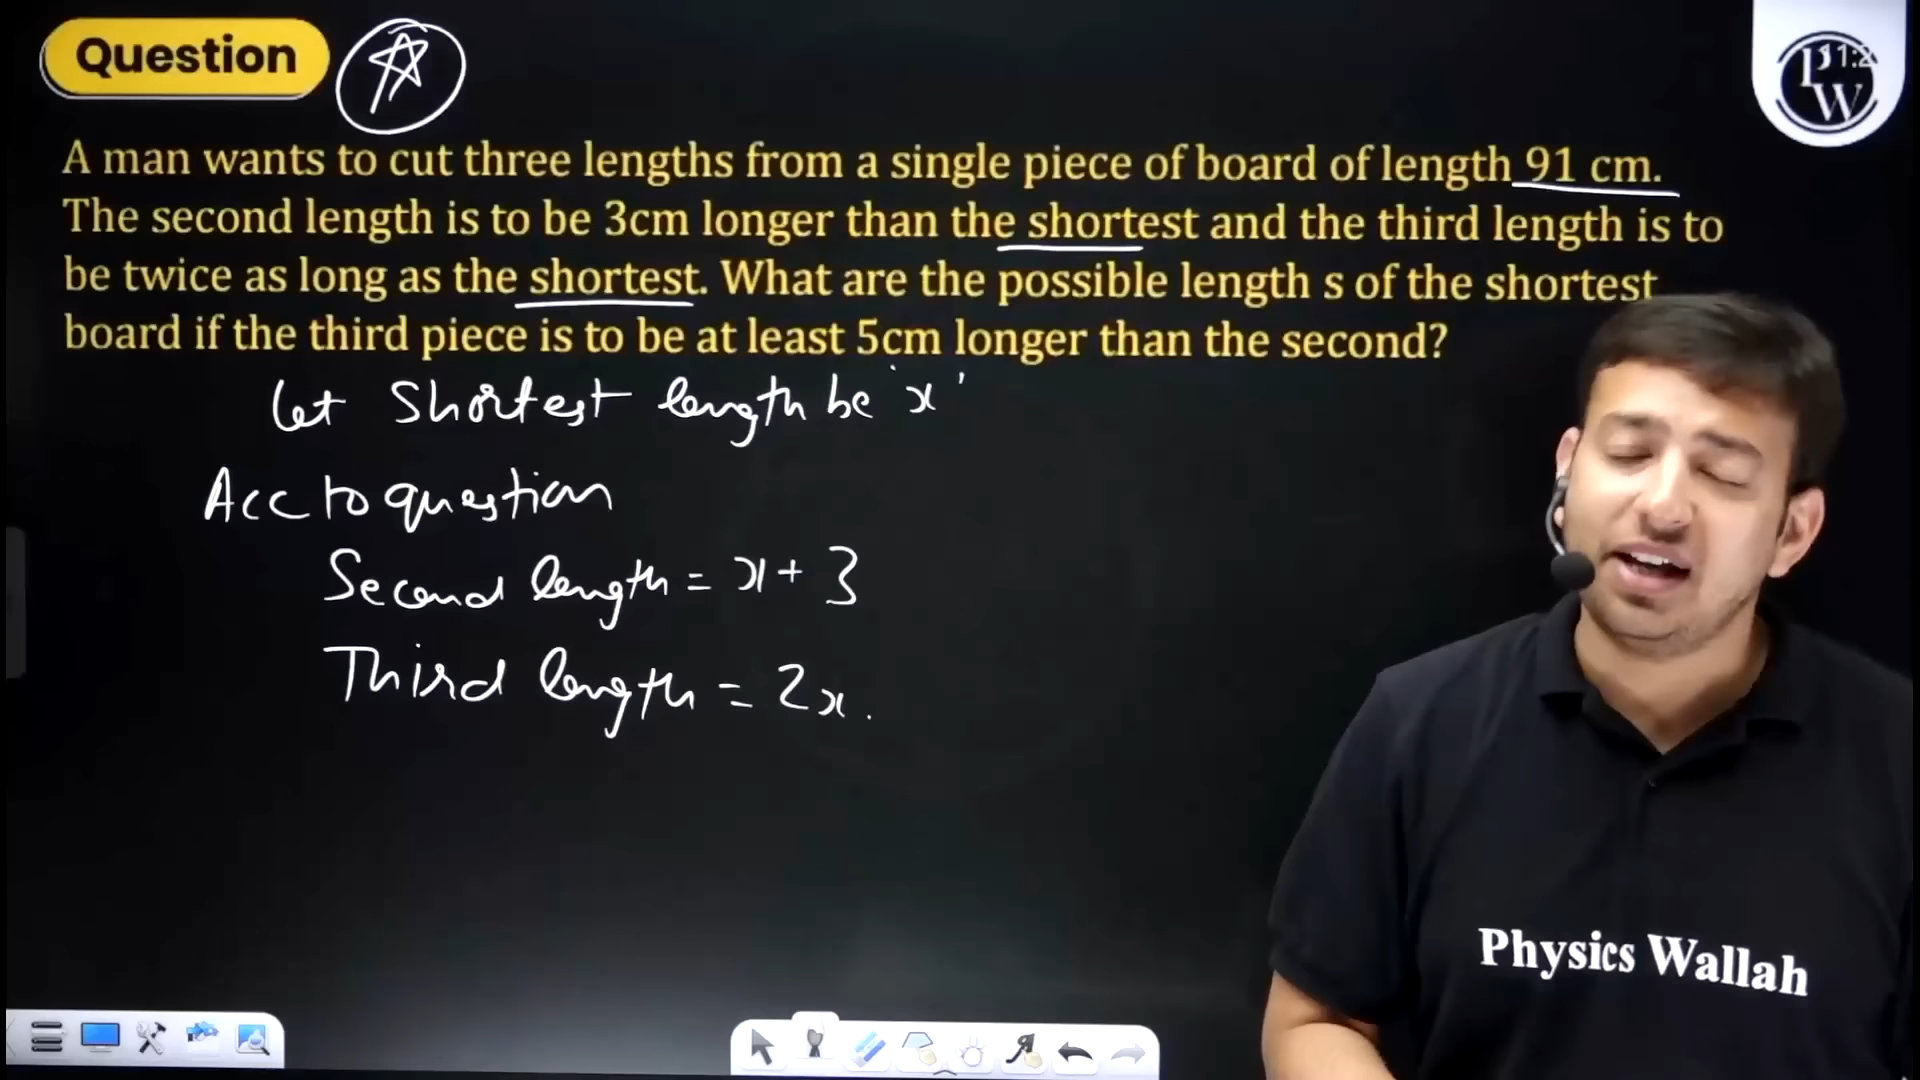 Question
PW 11:2
A man wants to cut three lengths from a single piece of board of length 91 cm.
The second length is to be 3cm longer than the shortest and the third length is to
be twice as long as the shortest. What are the possible length s of the shortest
board if the third piece is to be at least 5cm longer than the second?
Let Shortest length be 'x'
Acc to question
Second length = x + 3
Third length = 2x.
Physics Wallah